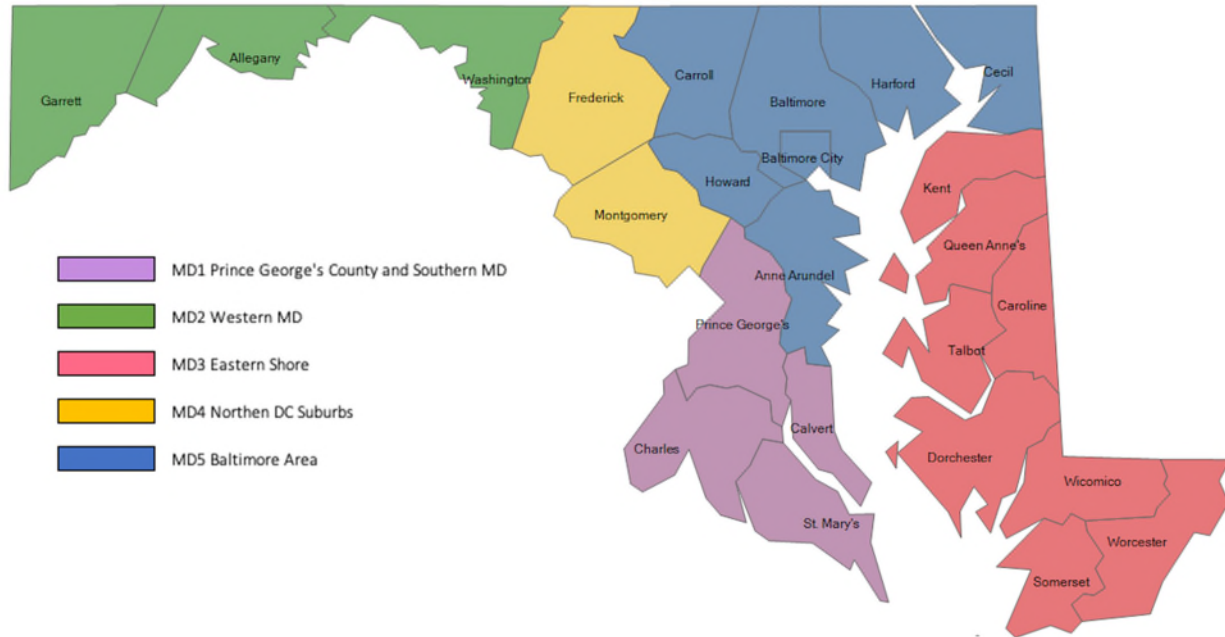 Garrett
Allegany
Washington
Frederick
Carroll
Baltimore
Harford
Cecil
Baltimore City
Howard
Montgomery
Kent
Queen Anne's
Anne Arundel
Caroline
Prince George's
Talbot
Calvert
Charles
Dorchester
Wicomico
St. Mary's
Worcester
Somerset
MD1 Prince George's County and Southern MD
MD2 Western MD
MD3 Eastern Shore
MD4 Northen DC Suburbs
MD5 Baltimore Area